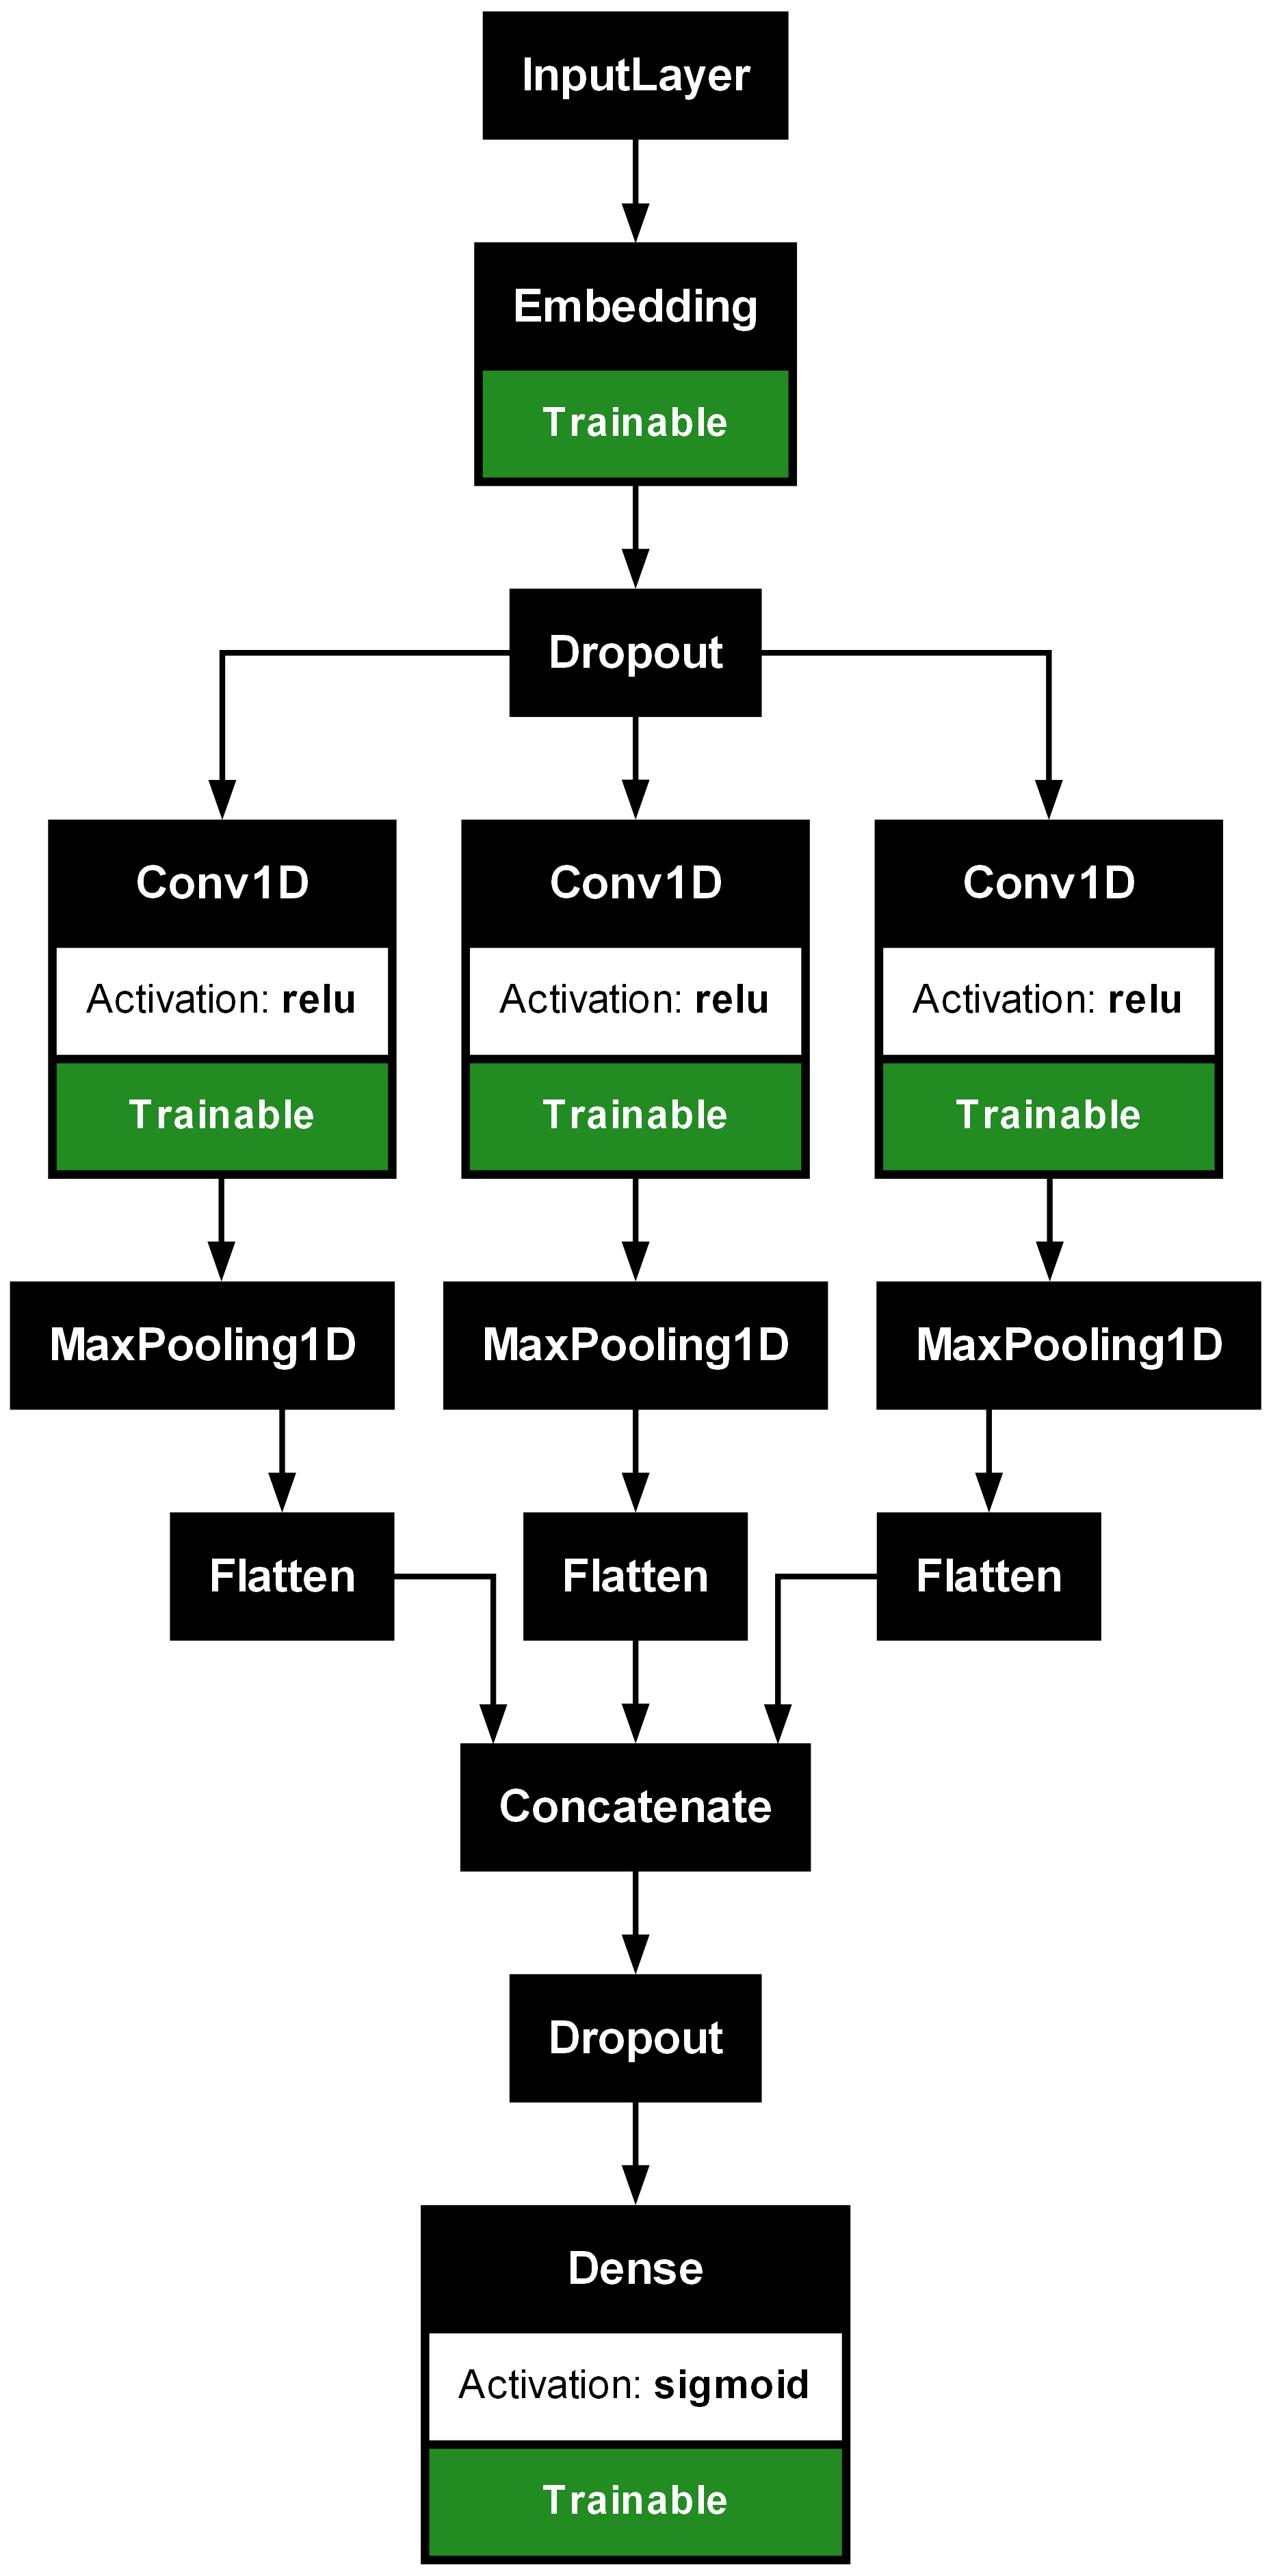 InputLayer
Embedding
Trainable
Dropout
Conv1D
Conv1D
Conv1D
Activation: relu
Activation: relu
Activation: relu
Trainable
Trainable
Trainable
MaxPooling1D
MaxPooling1D
MaxPooling1D
Flatten
Flatten
Flatten
Concatenate
Dropout
Dense
Activation: sigmoid
Trainable